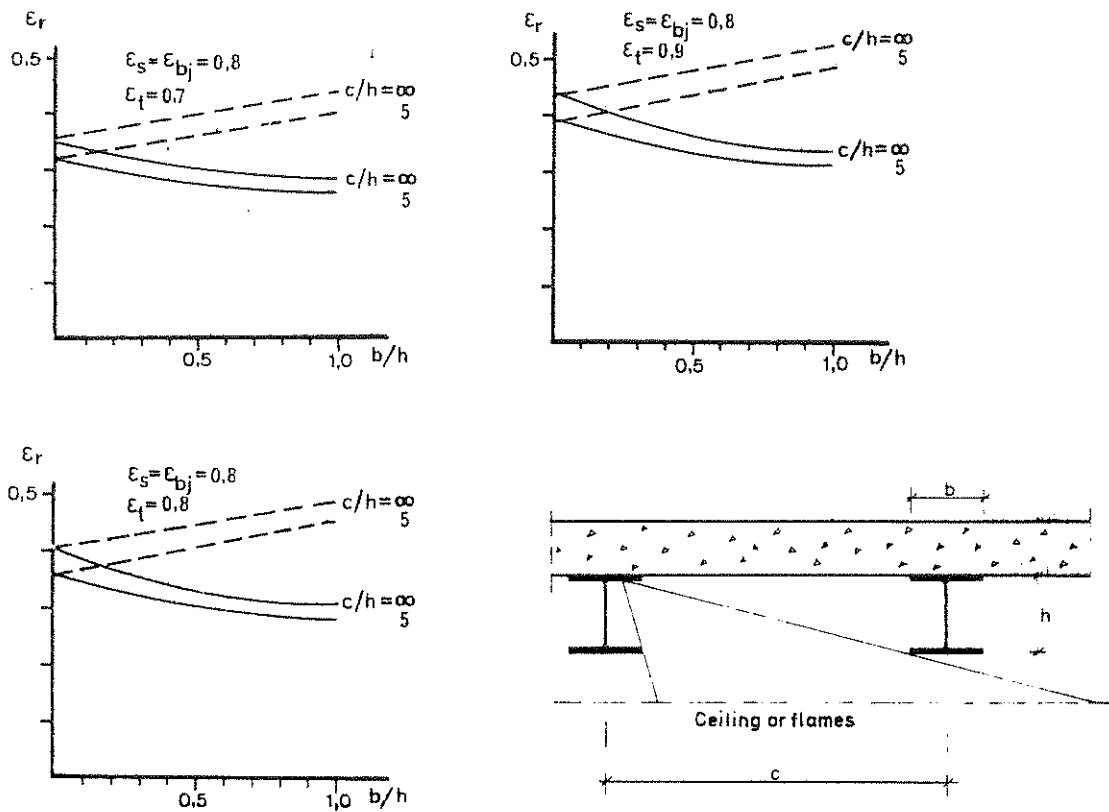 εr
0,5
εs = εbj = 0,8
εt = 0,7
c/h = ∞
5
c/h = ∞
5
0,5
1,0
b/h
εr
0,5
εs = εbj = 0,8
εt = 0,9
c/h = ∞
5
c/h = ∞
5
0,5
1,0
b/h
εr
0,5
εs = εbj = 0,8
εt = 0,8
c/h = ∞
5
c/h = ∞
5
0,5
1,0
b/h
b
h
Ceiling or flames
c